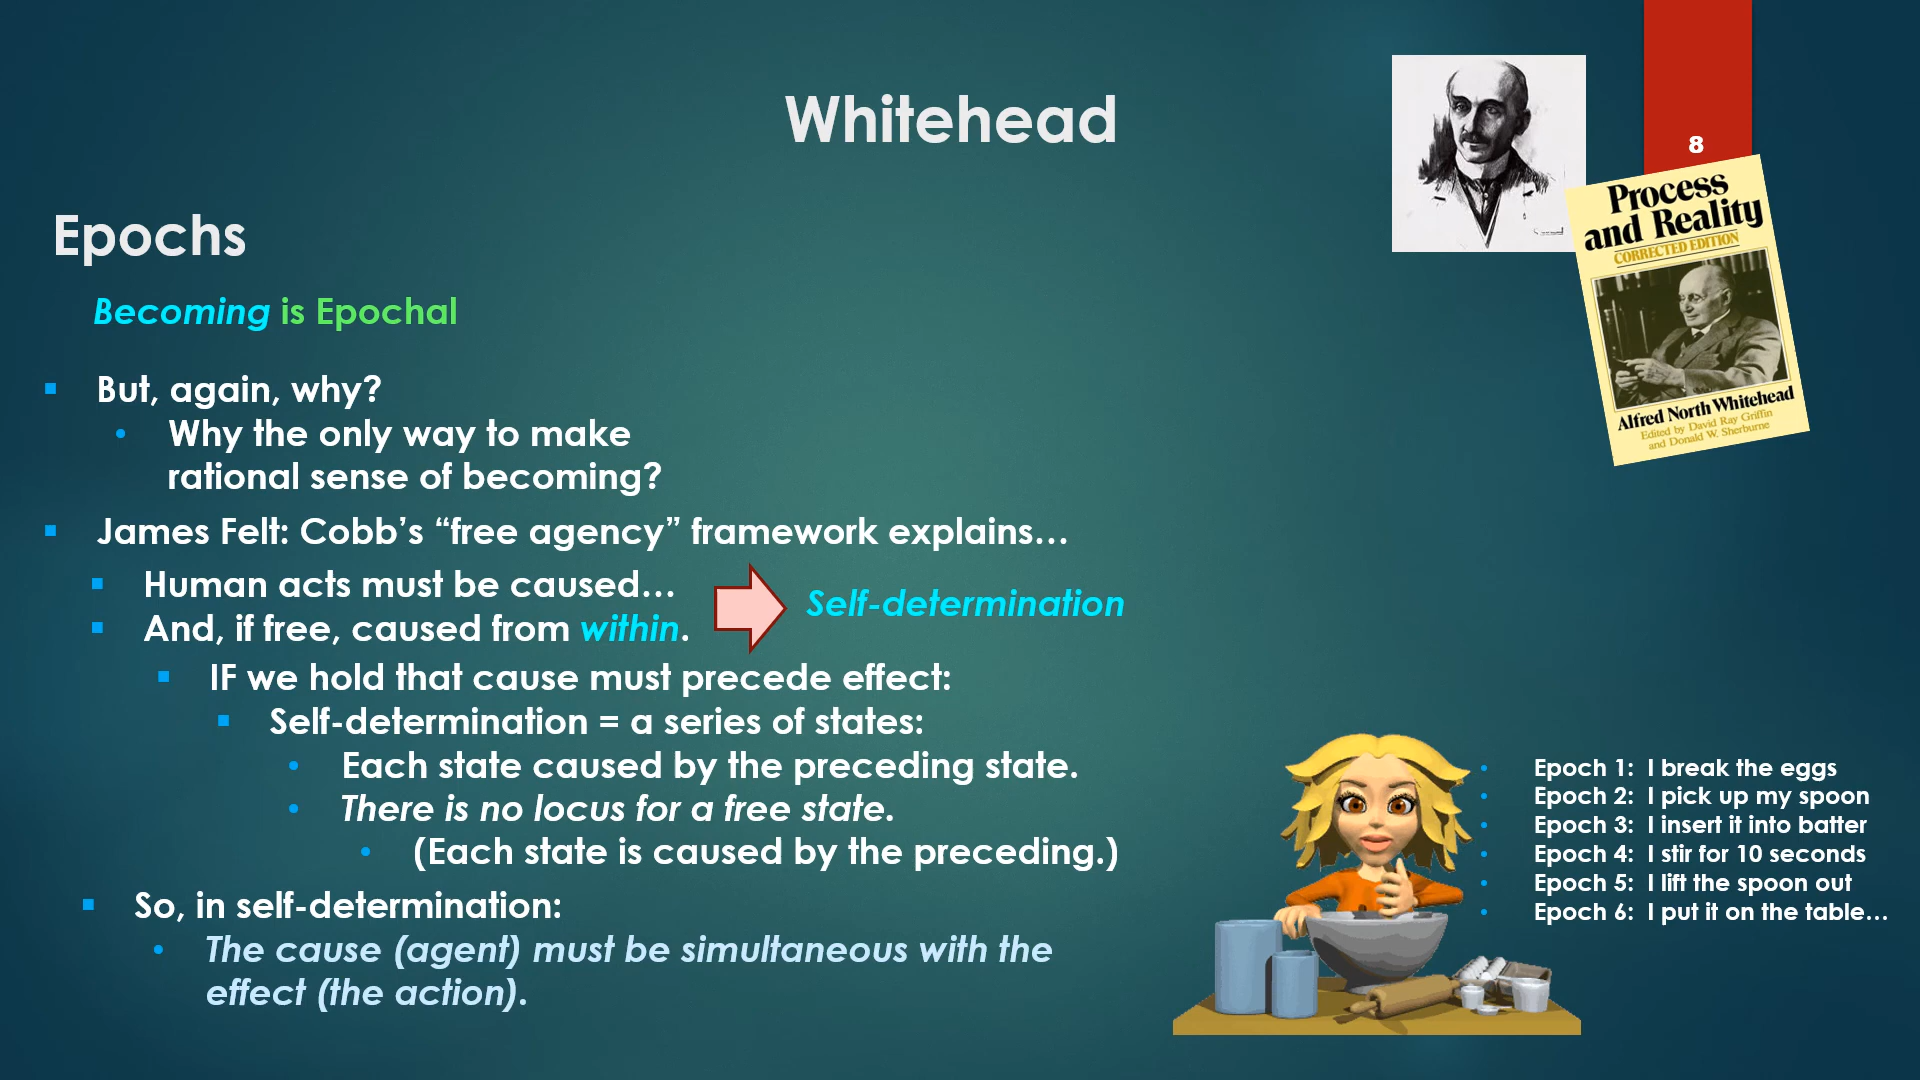 Whitehead
8
Process
and Reality
CORRECTED EDITION
Alfred North Whitehead
Edited by David Ray Griffin
and Donald W. Sherburne
Epochs
Becoming is Epochal
But, again, why?
Why the only way to make
rational sense of becoming?
James Felt: Cobb’s “free agency” framework explains…
Human acts must be caused…
And, if free, caused from within.
Self-determination
IF we hold that cause must precede effect:
Self-determination = a series of states:
Each state caused by the preceding state.
There is no locus for a free state.
(Each state is caused by the preceding.)
So, in self-determination:
The cause (agent) must be simultaneous with the
effect (the action).
Epoch 1: I break the eggs
Epoch 2: I pick up my spoon
Epoch 3: I insert it into batter
Epoch 4: I stir for 10 seconds
Epoch 5: I lift the spoon out
Epoch 6: I put it on the table…